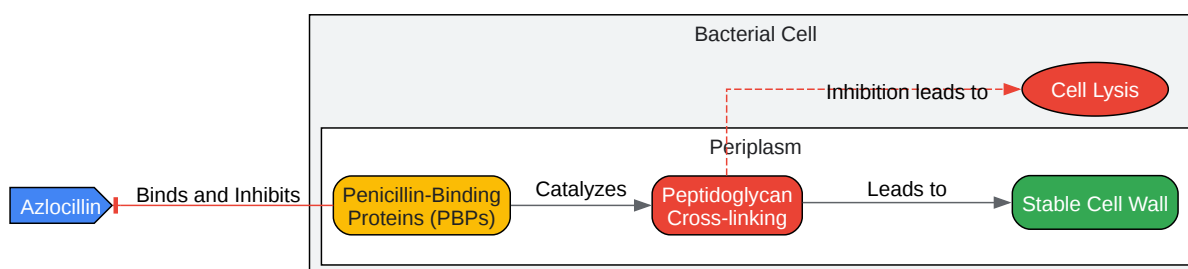 Bacterial Cell
Inhibition leads to
Cell Lysis
Periplasm
Azlocillin
Binds and Inhibits
Penicillin-Binding
Proteins (PBPs)
Catalyzes
Peptidoglycan
Cross-linking
Leads to
Stable Cell Wall